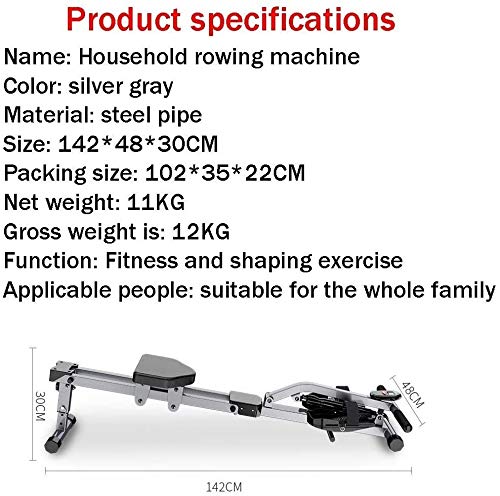 Product specifications
Name: Household rowing machine
Color: silver gray
Material: steel pipe
Size: 142*48*30CM
Packing size: 102*35*22CM
Net weight: 11KG
Gross weight is: 12KG
Function: Fitness and shaping exercise
Applicable people: suitable for the whole family
30CM
48CM
142CM